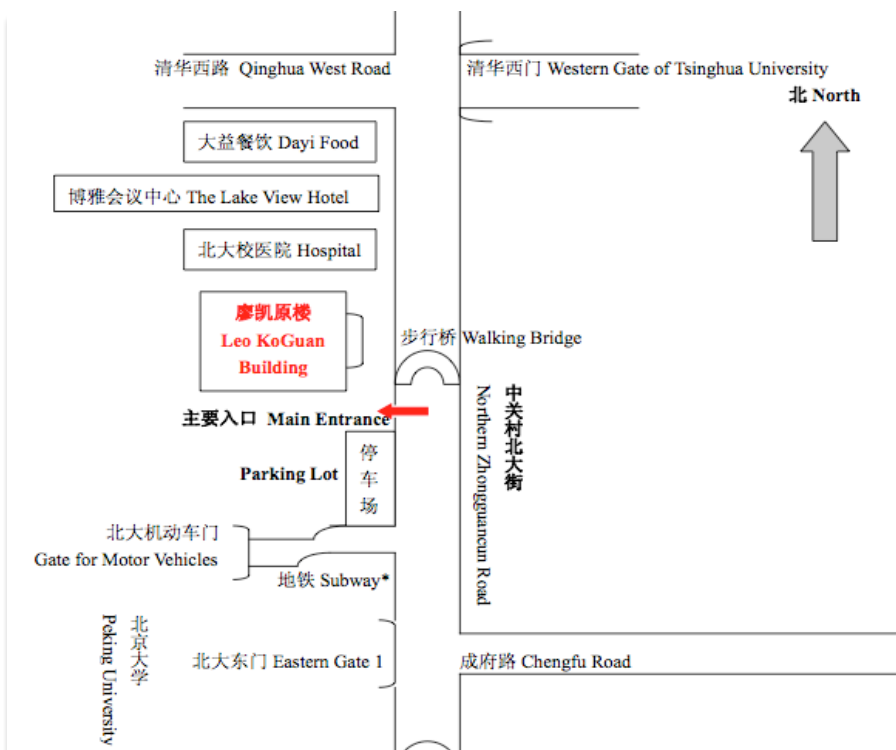 清华西路 Qinghua West Road
清华西门 Western Gate of Tsinghua University
北 North
大益餐饮 Dayi Food
博雅会议中心 The Lake View Hotel
北大校医院 Hospital
廖凯原楼
Leo KoGuan
Building
步行桥 Walking Bridge
主要入口 Main Entrance
中关村北大街
Northern Zhongguancun Road
Parking Lot
停车场
北大机动车门
Gate for Motor Vehicles
地铁 Subway*
北京大学
Peking University
北大东门 Eastern Gate 1
成府路 Chengfu Road